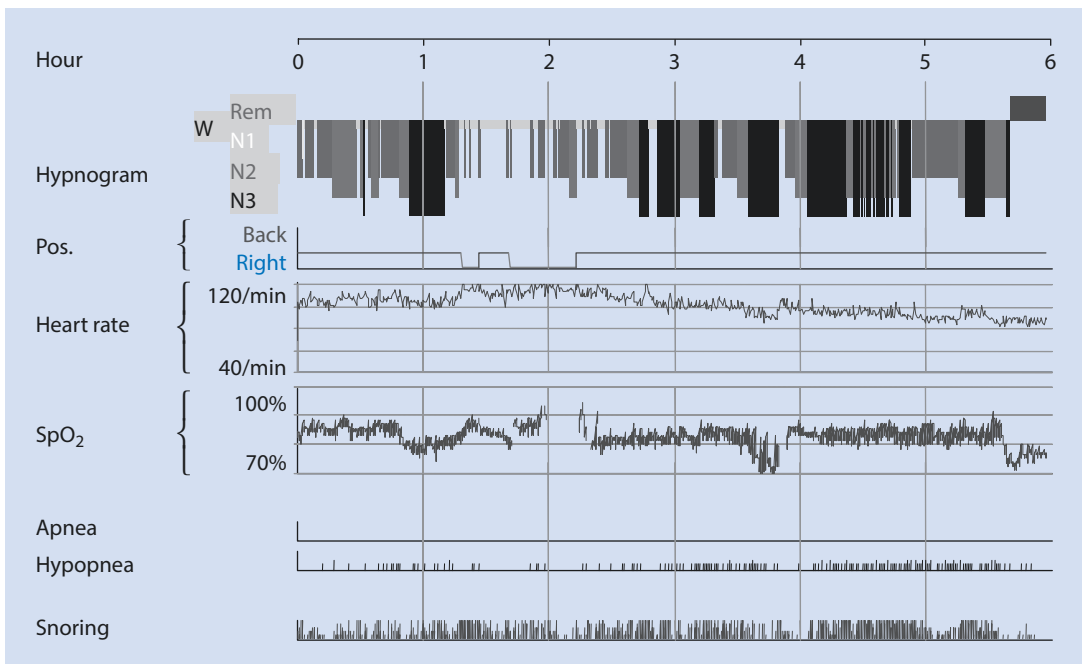 Hour
0 1 2 3 4 5 6
Rem
W
N1
Hypnogram
N2
N3
Pos.
Back
Right
120/min
Heart rate
40/min
100%
SpO₂
70%
Apnea
Hypopnea
Snoring